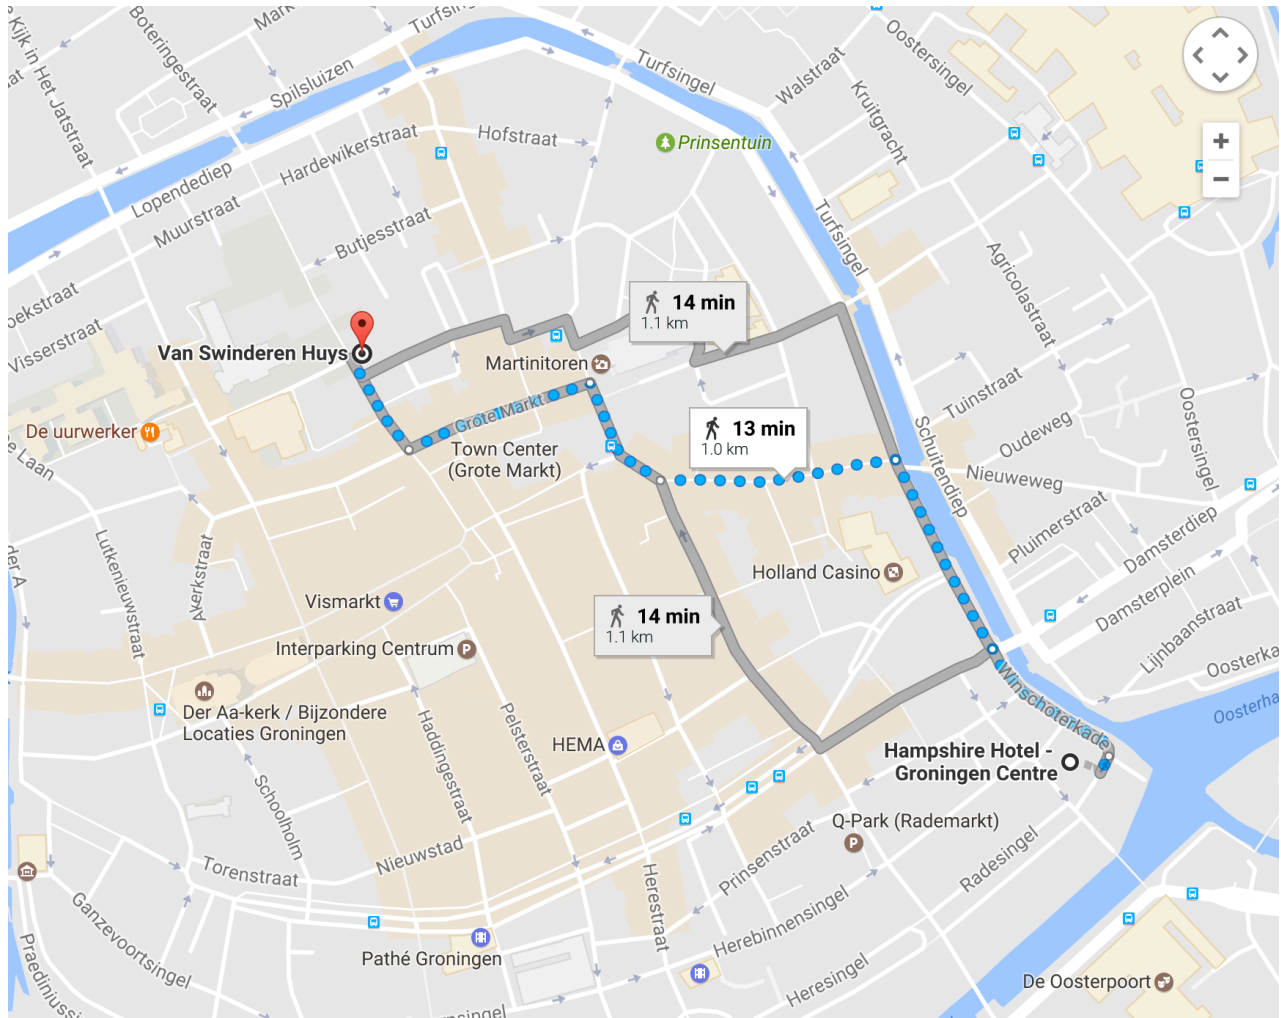 Kijk in Het Jatstraat
Boteringestraat
Spilsluizen
Turfsingel
Walstraat
Oostersingel
Kruitgracht
Hofstraat
Prinsentuin
Hardewikerstraat
Lopendediep
Muurstraat
Butjesstraat
Turfsingel
Agricolastraat
Visserstraat
14 min
1.1 km
Van Swinderen Huys
Martinitoren
De uurwerker
Grote Markt
Town Center
(Grote Markt)
13 min
1.0 km
Tuinstraat
Oudeweg
Oostersingel
Schuitendiep
Nieuweweg
Pluimerstraat
Damsterdiep
Damsterplein
Lijnbaanstraat
Lutkenieuwstraat
Akerkstraat
Holland Casino
Vismarkt
Interparking Centrum
14 min
1.1 km
Der Aa-kerk / Bijzondere
Locaties Groningen
Haddingestraat
Pelsterstraat
HEMA
Winschoterkade
Hampshire Hotel -
Groningen Centre
Schoolholm
Q-Park (Rademarkt)
Nieuwstad
Torenstraat
Prinsenstraat
Radesingel
Herestraat
Ganzevoortsingel
Herebinnensingel
Pathé Groningen
Heresingel
De Oosterpoort
+
−